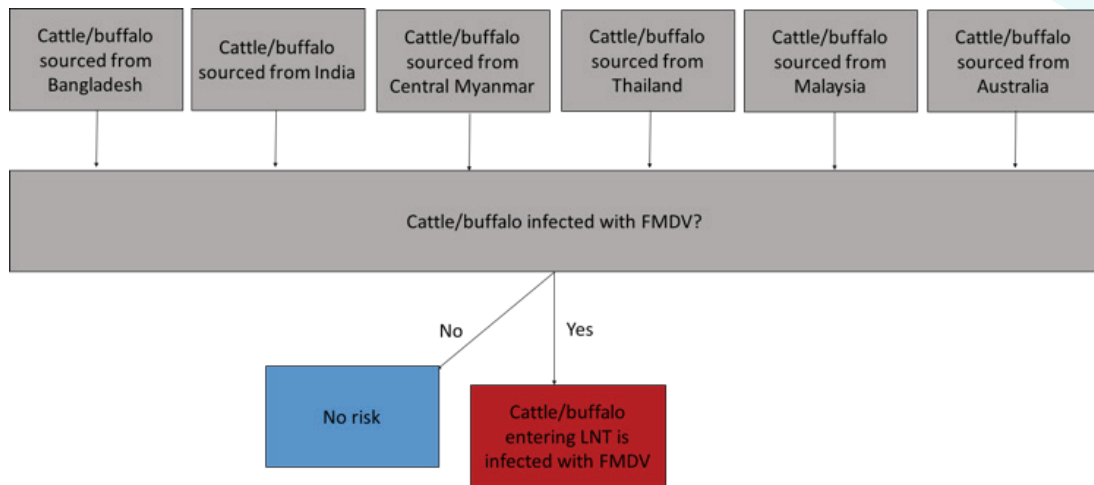 Cattle/buffalo
sourced from
Bangladesh
Cattle/buffalo
sourced from India
Cattle/buffalo
sourced from
Central Myanmar
Cattle/buffalo
sourced from
Thailand
Cattle/buffalo
sourced from
Malaysia
Cattle/buffalo
sourced from
Australia
Cattle/buffalo infected with FMDV?
No
Yes
No risk
Cattle/buffalo
entering LNT is
infected with FMDV